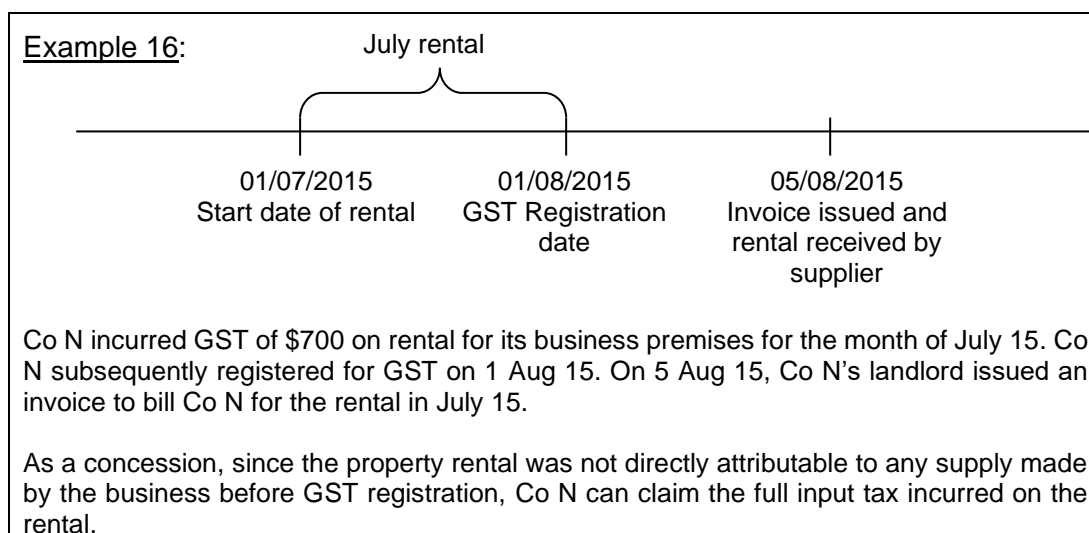 Example 16:
July rental
01/07/2015
Start date of rental
01/08/2015
GST Registration
date
05/08/2015
Invoice issued and
rental received by
supplier
Co N incurred GST of $700 on rental for its business premises for the month of July 15. Co
N subsequently registered for GST on 1 Aug 15. On 5 Aug 15, Co N’s landlord issued an
invoice to bill Co N for the rental in July 15.
As a concession, since the property rental was not directly attributable to any supply made
by the business before GST registration, Co N can claim the full input tax incurred on the
rental.